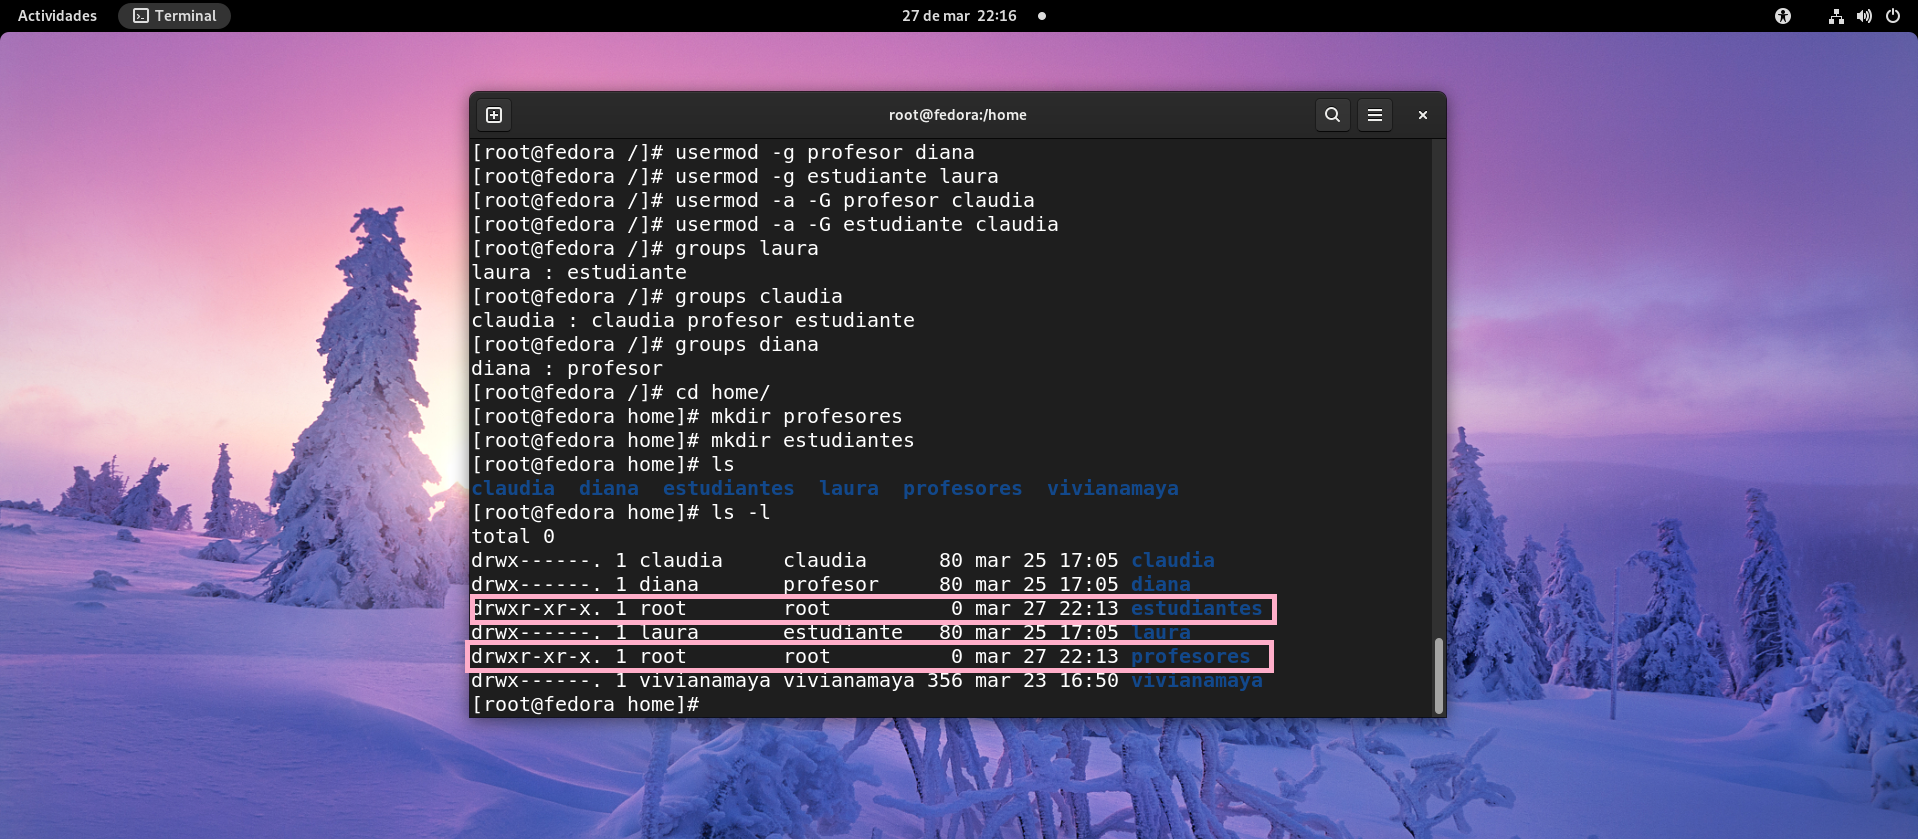 Actividades Terminal 27 de mar 22:16
root@fedora:/home
[root@fedora /]# usermod -g profesor diana
[root@fedora /]# usermod -g estudiante laura
[root@fedora /]# usermod -a -G profesor claudia
[root@fedora /]# usermod -a -G estudiante claudia
[root@fedora /]# groups laura
laura : estudiante
[root@fedora /]# groups claudia
claudia : claudia profesor estudiante
[root@fedora /]# groups diana
diana : profesor
[root@fedora /]# cd home/
[root@fedora home]# mkdir profesores
[root@fedora home]# mkdir estudiantes
[root@fedora home]# ls
claudia  diana  estudiantes  laura  profesores  vivianamaya
[root@fedora home]# ls -l
total 0
drwx------. 1 claudia     claudia      80 mar 25 17:05 claudia
drwx------. 1 diana       profesor     80 mar 25 17:05 diana
drwxr-xr-x. 1 root        root          0 mar 27 22:13 estudiantes
drwx------. 1 laura       estudiante   80 mar 25 17:05 laura
drwxr-xr-x. 1 root        root          0 mar 27 22:13 profesores
drwx------. 1 vivianamaya vivianamaya 356 mar 23 16:50 vivianamaya
[root@fedora home]#